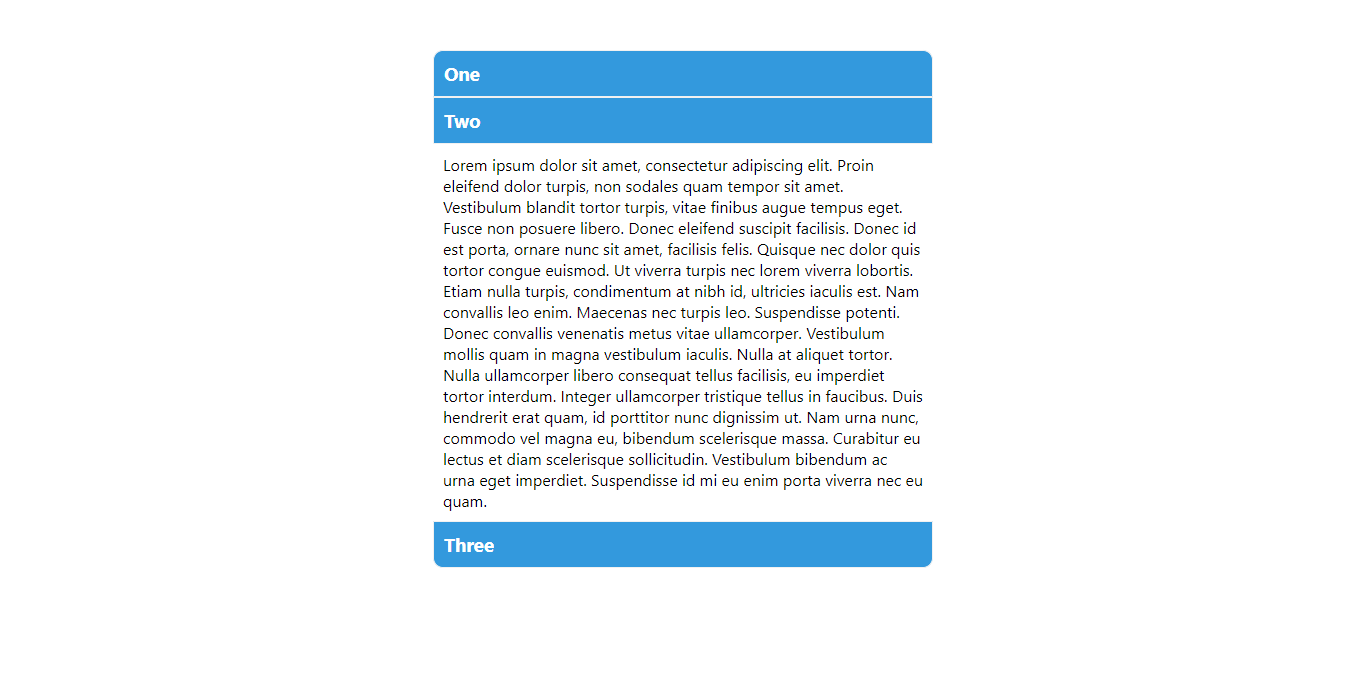 One
Two
Lorem ipsum dolor sit amet, consectetur adipiscing elit. Proin
eleifend dolor turpis, non sodales quam tempor sit amet.
Vestibulum blandit tortor turpis, vitae finibus augue tempus eget.
Fusce non posuere libero. Donec eleifend suscipit facilisis. Donec id
est porta, ornare nunc sit amet, facilisis felis. Quisque nec dolor quis
tortor congue euismod. Ut viverra turpis nec lorem viverra lobortis.
Etiam nulla turpis, condimentum at nibh id, ultricies iaculis est. Nam
convallis leo enim. Maecenas nec turpis leo. Suspendisse potenti.
Donec convallis venenatis metus vitae ullamcorper. Vestibulum
mollis quam in magna vestibulum iaculis. Nulla at aliquet tortor.
Nulla ullamcorper libero consequat tellus facilisis, eu imperdiet
tortor interdum. Integer ullamcorper tristique tellus in faucibus. Duis
hendrerit erat quam, id porttitor nunc dignissim ut. Nam urna nunc,
commodo vel magna eu, bibendum scelerisque massa. Curabitur eu
lectus et diam scelerisque sollicitudin. Vestibulum bibendum ac
urna eget imperdiet. Suspendisse id mi eu enim porta viverra nec eu
quam.
Three